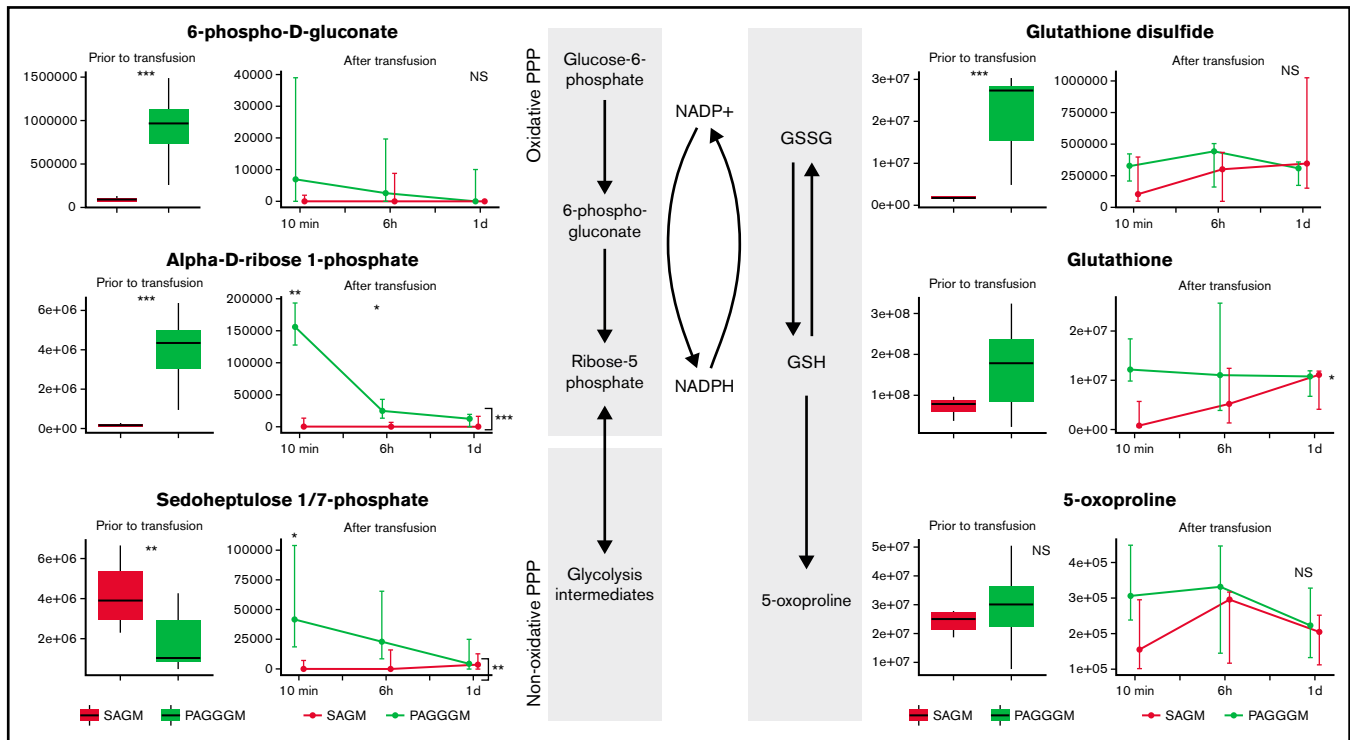 6-phospho-D-gluconate
Prior to transfusion
***
1500000
1000000
500000
0
After transfusion
NS
40000
30000
20000
10000
0
10 min
6h
1d
Alpha-D-ribose 1-phosphate
Prior to transfusion
***
6e+06
4e+06
2e+06
0e+00
After transfusion
**
*
***
200000
150000
100000
50000
0
10 min
6h
1d
Sedoheptulose 1/7-phosphate
Prior to transfusion
**
6e+06
4e+06
2e+06
After transfusion
*
**
100000
75000
50000
25000
0
10 min
6h
1d
SAGM
PAGGGM
SAGM
PAGGGM
Oxidative PPP
Non-oxidative PPP
Glucose-6-
phosphate
6-phospho-
gluconate
Ribose-5
phosphate
Glycolysis
intermediates
NADP+
NADPH
GSSG
GSH
5-oxoproline
Glutathione disulfide
Prior to transfusion
***
3e+07
2e+07
1e+07
0e+00
After transfusion
NS
1000000
750000
500000
250000
0
10 min
6h
1d
Glutathione
Prior to transfusion
3e+08
2e+08
1e+08
After transfusion
*
2e+07
1e+07
0e+00
10 min
6h
1d
5-oxoproline
Prior to transfusion
NS
5e+07
4e+07
3e+07
2e+07
1e+07
After transfusion
NS
4e+05
3e+05
2e+05
1e+05
10 min
6h
1d
SAGM
PAGGGM
SAGM
PAGGGM